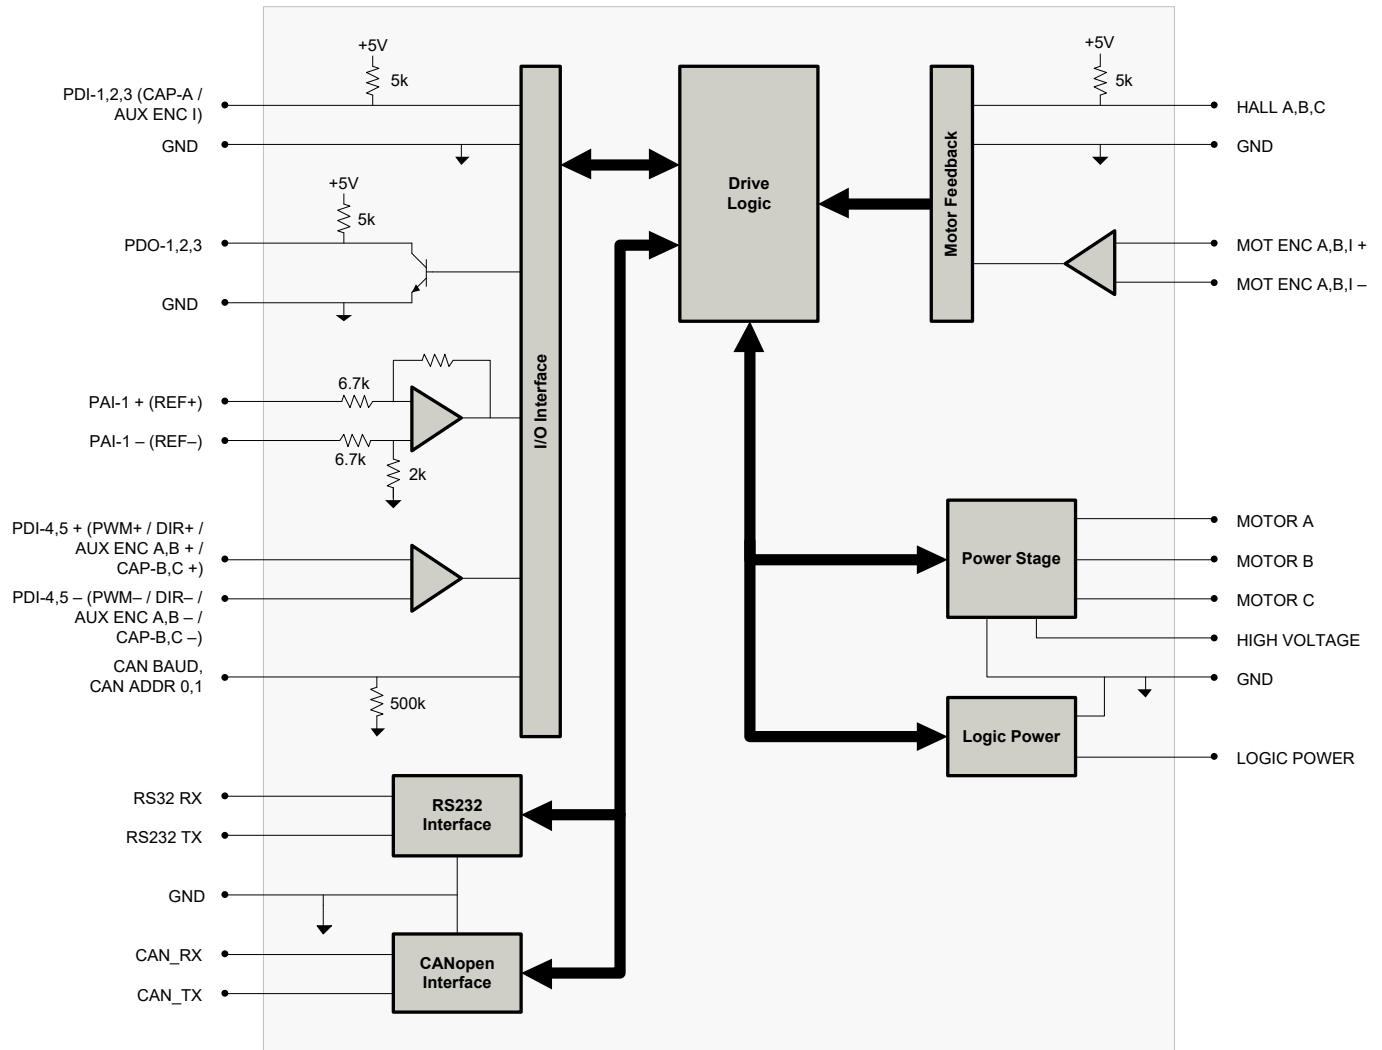 +5V
5k
PDI-1,2,3 (CAP-A /
AUX ENC I)
GND
+5V
5k
PDO-1,2,3
GND
6.7k
PAI-1 + (REF+)
PAI-1 – (REF–)
6.7k
2k
PDI-4,5 + (PWM+ / DIR+ /
AUX ENC A,B + /
CAP-B,C +)
PDI-4,5 – (PWM– / DIR– /
AUX ENC A,B – /
CAP-B,C –)
CAN BAUD,
CAN ADDR 0,1
500k
I/O Interface
RS32 RX
RS232 TX
RS232
Interface
GND
CAN_RX
CAN_TX
CANopen
Interface
Drive
Logic
Motor Feedback
+5V
5k
HALL A,B,C
GND
MOT ENC A,B,I +
MOT ENC A,B,I –
Power Stage
MOTOR A
MOTOR B
MOTOR C
HIGH VOLTAGE
GND
Logic Power
LOGIC POWER